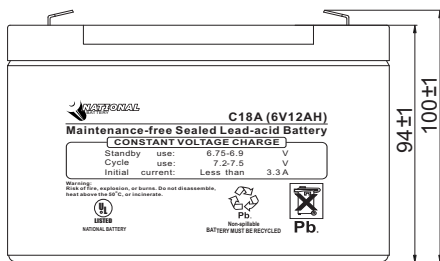 NATIONAL
BATTERY
C18A (6V12AH)
Maintenance-free Sealed Lead-acid Battery
CONSTANT VOLTAGE CHARGE
Standby use: 6.75-6.9 V
Cycle use: 7.2-7.5 V
Initial current: Less than 3.3 A
Warning:
Risk of fire, explosion, or burns. Do not disassemble,
heat above the 50°C, or incinerate.
UL
LISTED
NATIONAL BATTERY
Pb.
Non-spillable
BATTERY MUST BE RECYCLED
Pb.
94±1
100±1